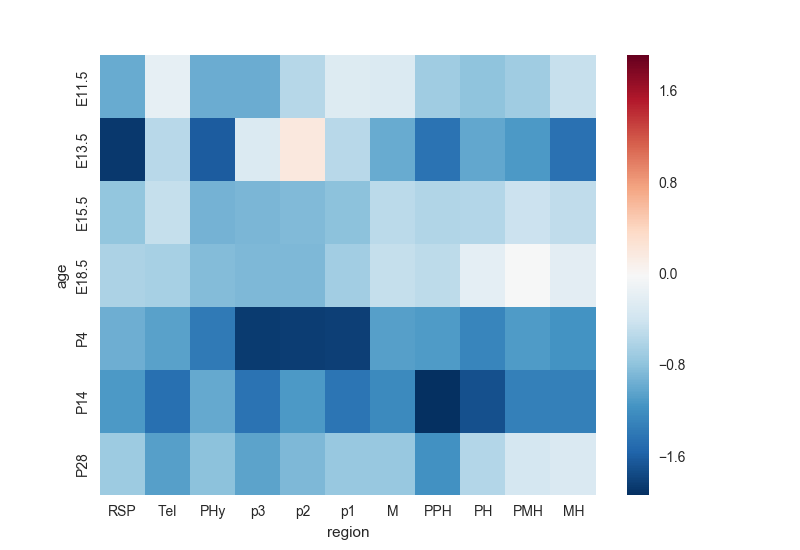 E11.5
E13.5
E15.5
E18.5
P4
P14
P28
age
RSP Tel PHy p3 p2 p1 M PPH PH PMH MH
region
1.6
0.8
0.0
−0.8
−1.6